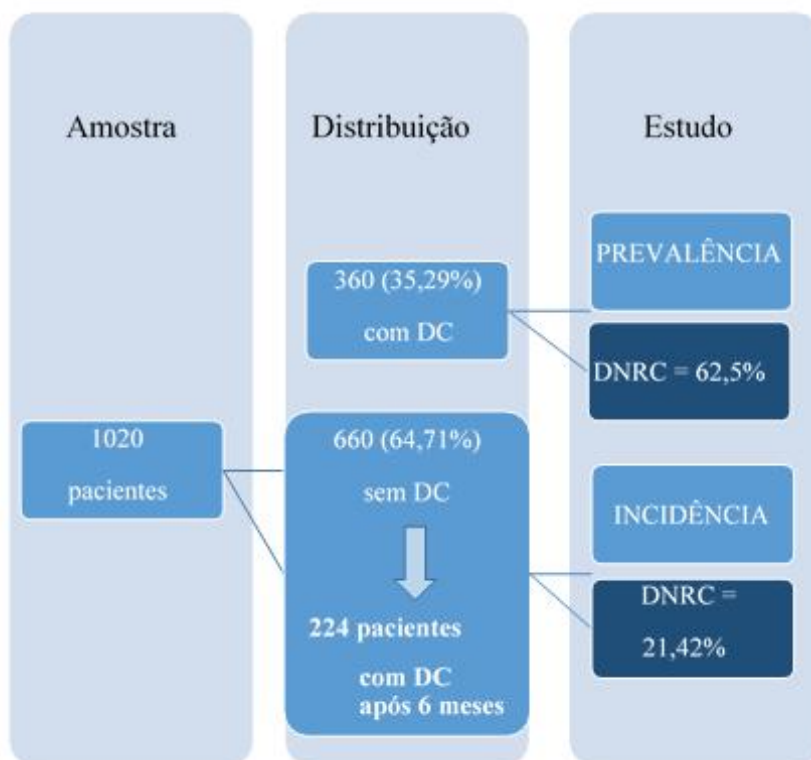 Amostra
Distribuição
Estudo
1020
pacientes
360 (35,29%)
com DC
660 (64,71%)
sem DC
224 pacientes
com DC
após 6 meses
PREVALÊNCIA
DNRC = 62,5%
INCIDÊNCIA
DNRC =
21,42%